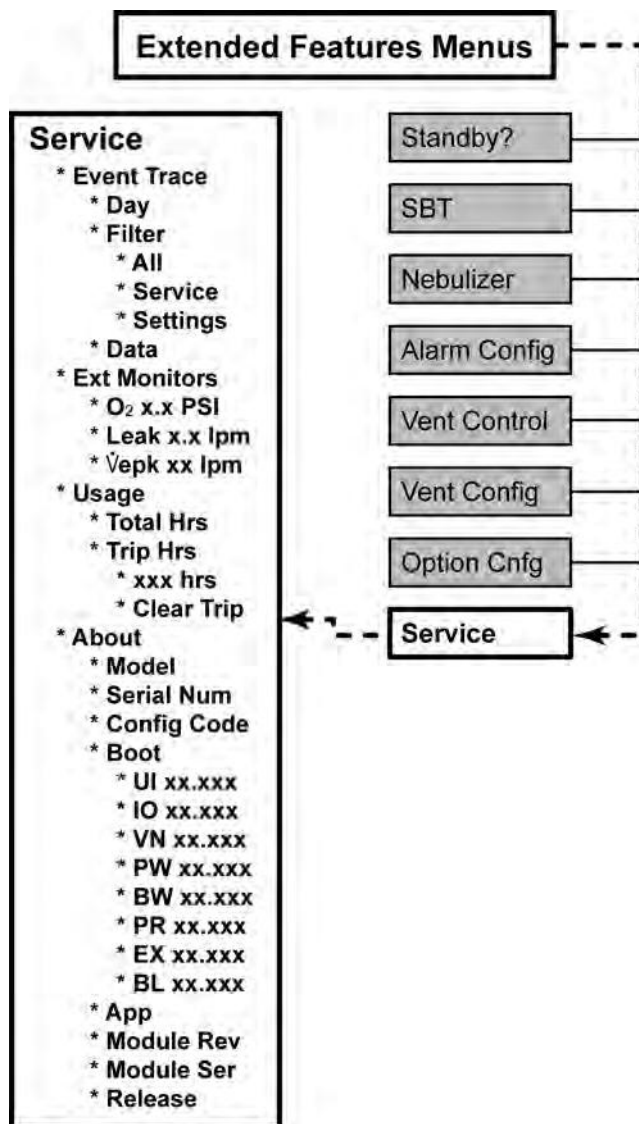 Extended Features Menus
Service
* Event Trace
* Day
* Filter
* All
* Service
* Settings
* Data
* Ext Monitors
* O₂ x.x PSI
* Leak x.x lpm
* V̇epk xx lpm
* Usage
* Total Hrs
* Trip Hrs
* xxx hrs
* Clear Trip
* About
* Model
* Serial Num
* Config Code
* Boot
* UI xx.xxx
* IO xx.xxx
* VN xx.xxx
* PW xx.xxx
* BW xx.xxx
* PR xx.xxx
* EX xx.xxx
* BL xx.xxx
* App
* Module Rev
* Module Ser
* Release
Standby?
SBT
Nebulizer
Alarm Config
Vent Control
Vent Config
Option Cnfg
Service